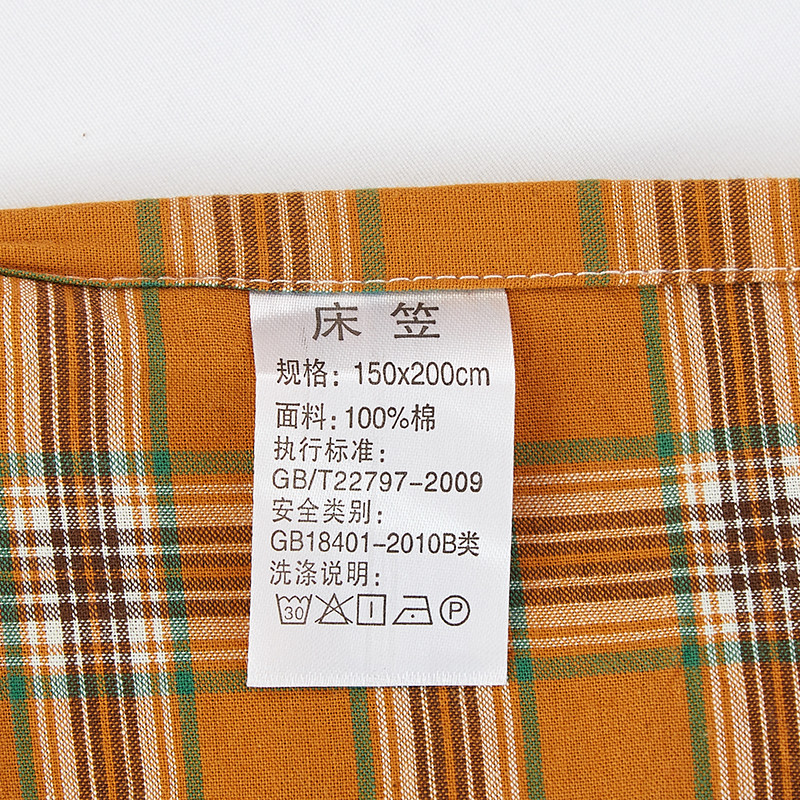 床笠
规格: 150x200cm
面料: 100%棉
执行标准:
GB/T22797-2009
安全类别:
GB18401-2010B类
洗涤说明:
30 P